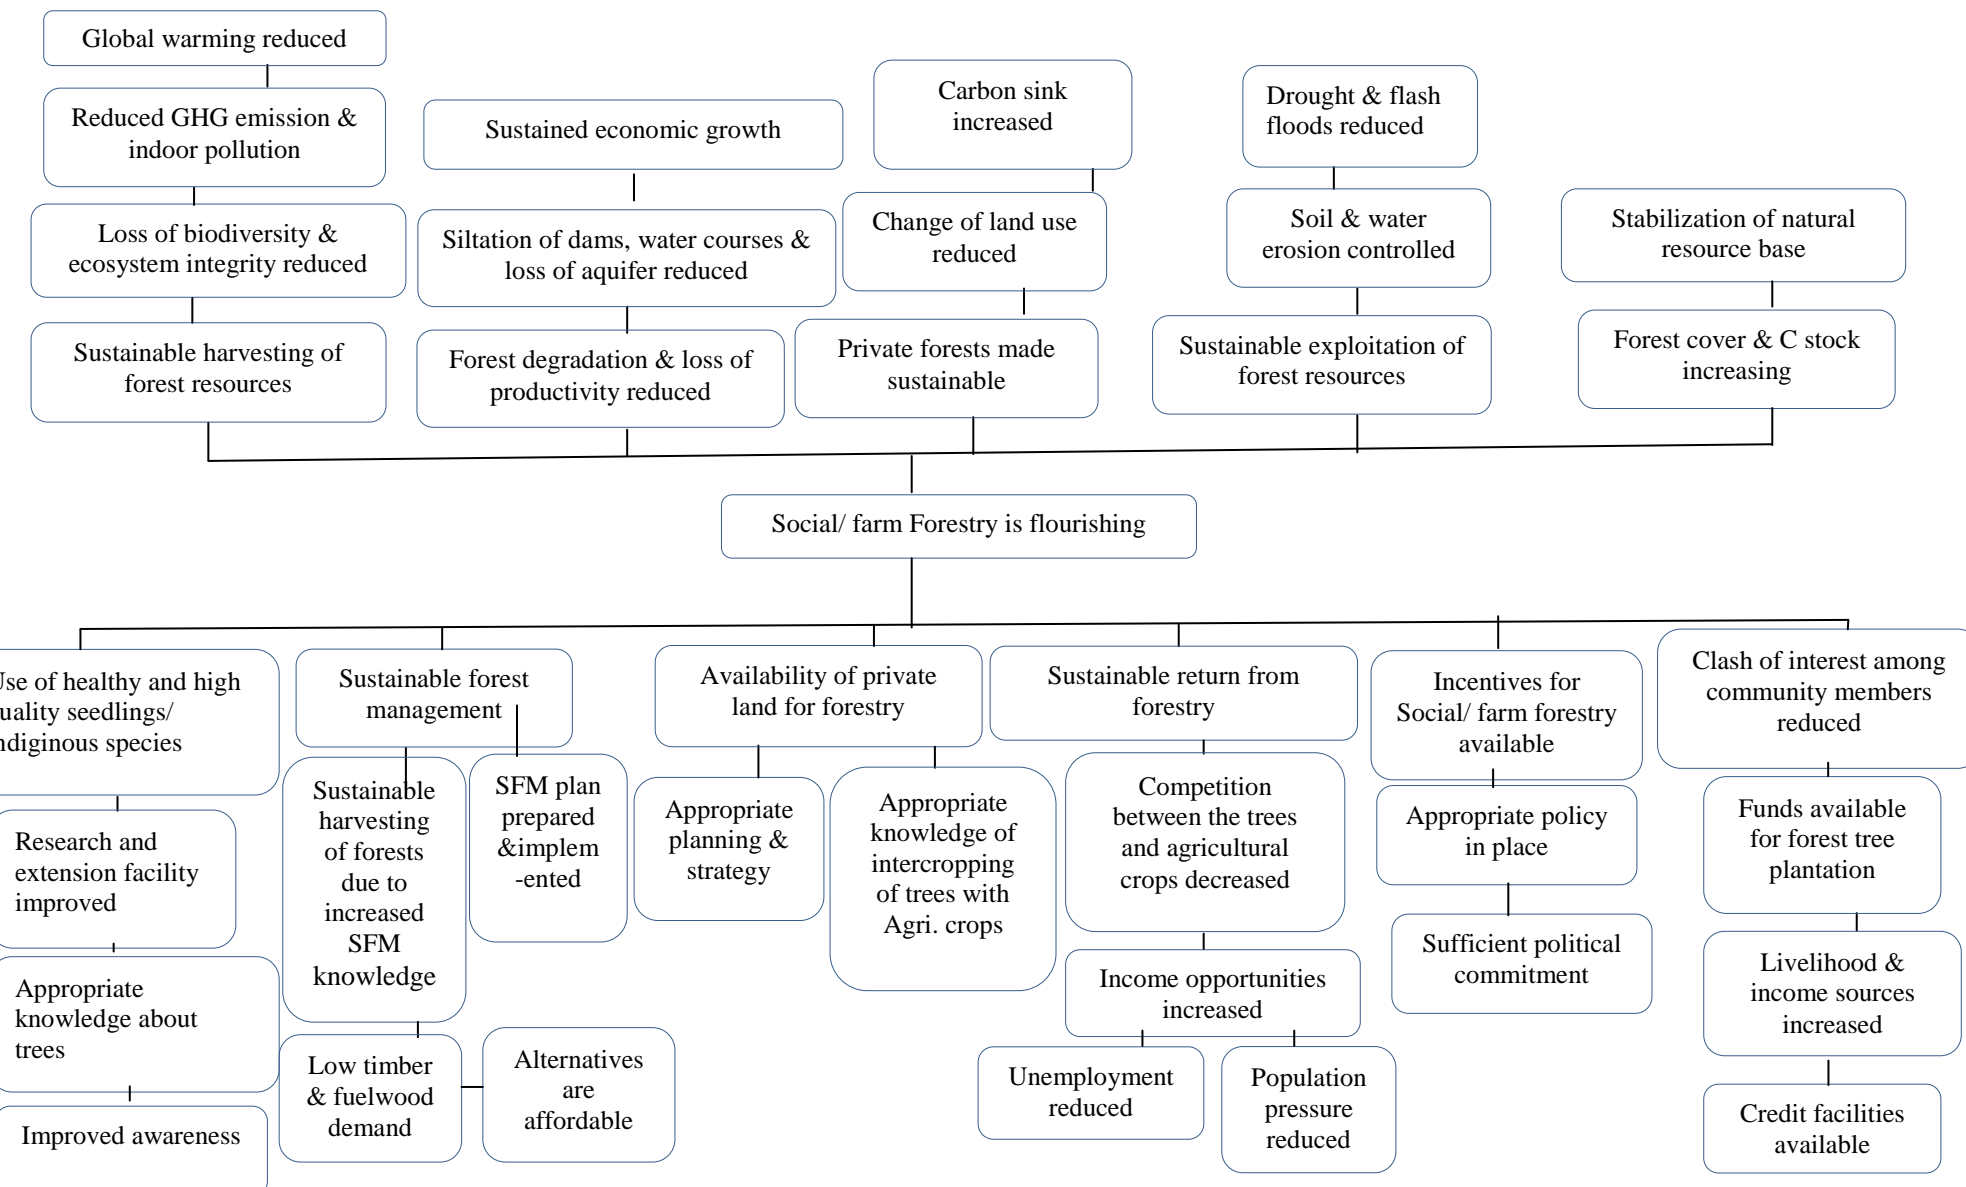 Global warming reduced
Reduced GHG emission &
indoor pollution
Loss of biodiversity &
ecosystem integrity reduced
Sustainable harvesting of
forest resources
Sustained economic growth
Siltation of dams, water courses &
loss of aquifer reduced
Forest degradation & loss of
productivity reduced
Carbon sink
increased
Change of land use
reduced
Private forests made
sustainable
Drought & flash
floods reduced
Soil & water
erosion controlled
Sustainable exploitation of
forest resources
Stabilization of natural
resource base
Forest cover & C stock
increasing
Social/ farm Forestry is flourishing
Use of healthy and high
uality seedlings/
ndiginous species
Research and
extension facility
improved
Appropriate
knowledge about
trees
Improved awareness
Sustainable forest
management
Sustainable
harvesting
of forests
due to
increased
SFM
knowledge
SFM plan
prepared
&implem
-ented
Low timber
& fuelwood
demand
Alternatives
are
affordable
Availability of private
land for forestry
Appropriate
planning &
strategy
Appropriate
knowledge of
intercropping
of trees with
Agri. crops
Sustainable return from
forestry
Competition
between the trees
and agricultural
crops decreased
Income opportunities
increased
Unemployment
reduced
Population
pressure
reduced
Incentives for
Social/ farm forestry
available
Appropriate policy
in place
Sufficient political
commitment
Clash of interest among
community members
reduced
Funds available
for forest tree
plantation
Livelihood &
income sources
increased
Credit facilities
available